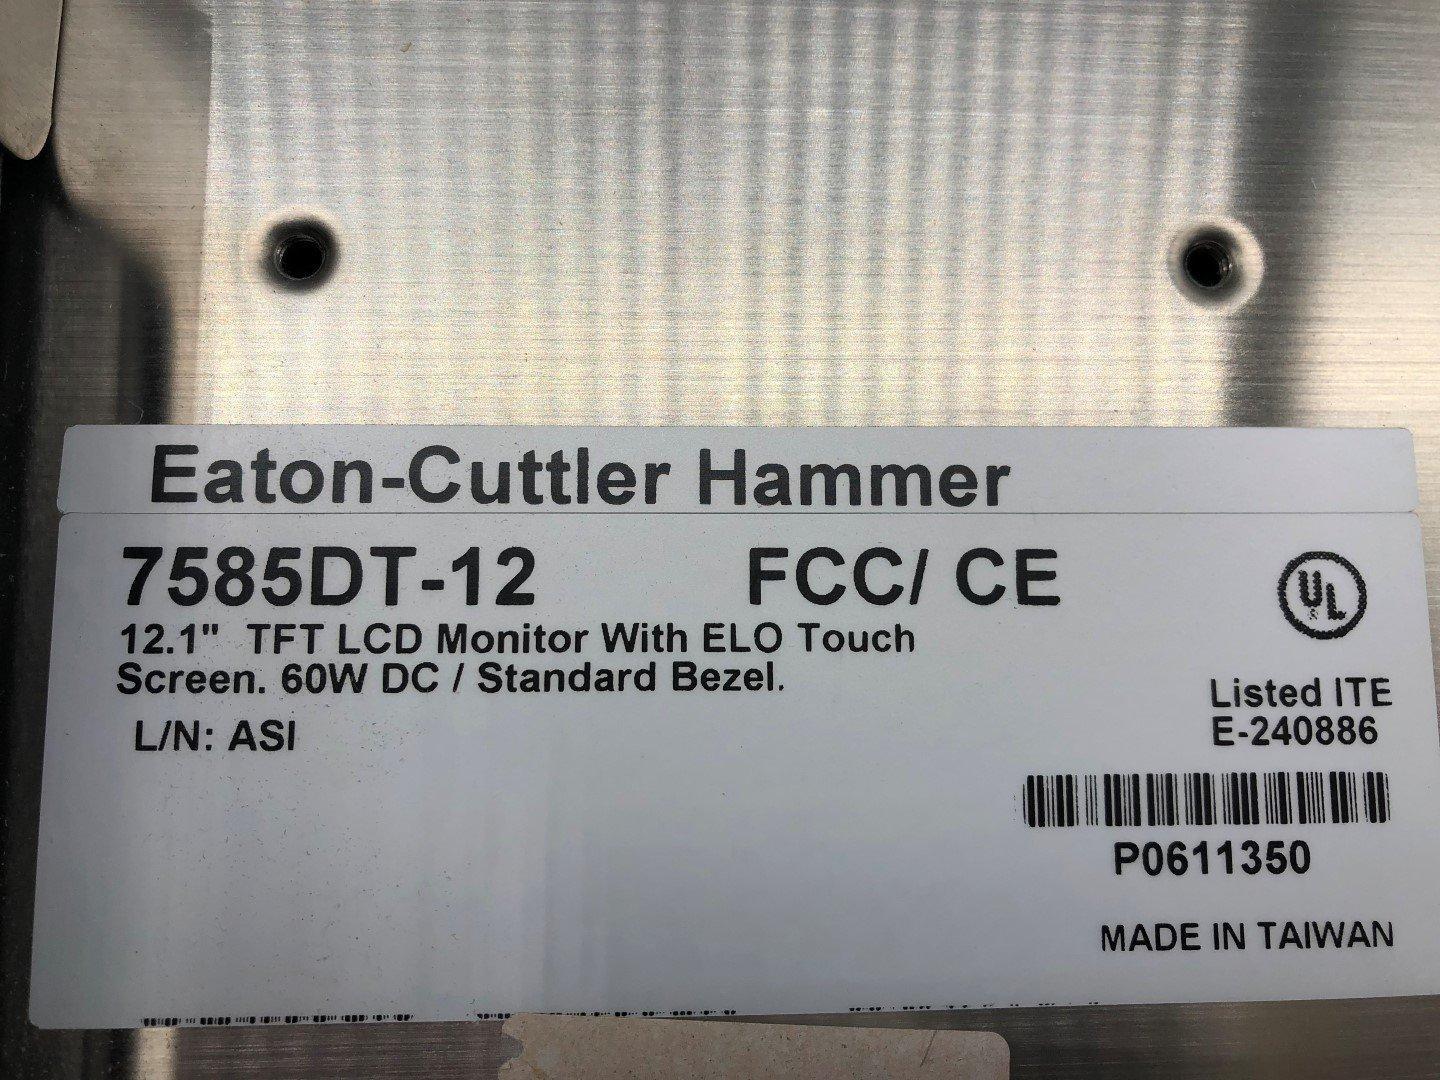 Eaton-Cuttler Hammer
7585DT-12 FCC/ CE
12.1" TFT LCD Monitor With ELO Touch
Screen. 60W DC / Standard Bezel.
L/N: ASI
UL
Listed ITE
E-240886
P0611350
MADE IN TAIWAN